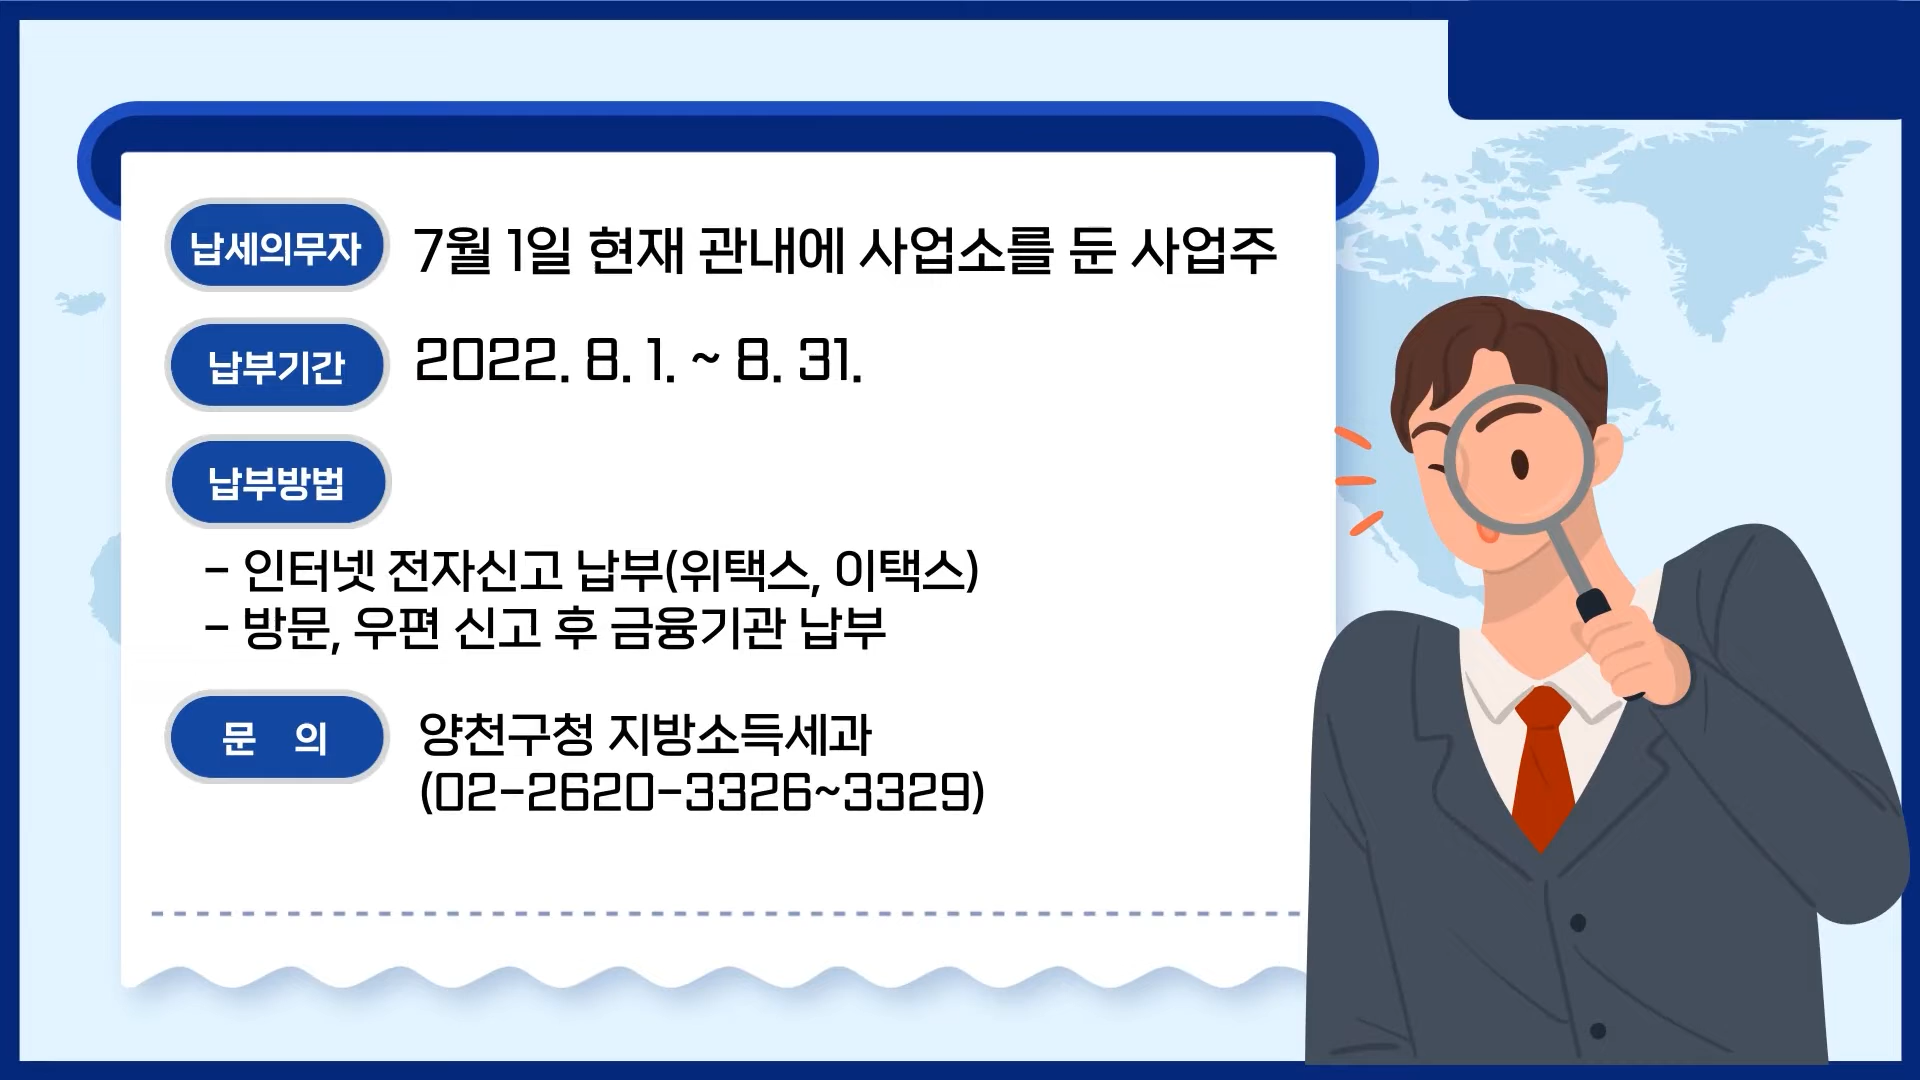 납세의무자 7월 1일 현재 관내에 사업소를 둔 사업주
납부기간 2022. 8. 1. ~ 8. 31.
납부방법
- 인터넷 전자신고 납부(위택스, 이택스)
- 방문, 우편 신고 후 금융기관 납부
문 의 양천구청 지방소득세과
(02-2620-3326~3329)